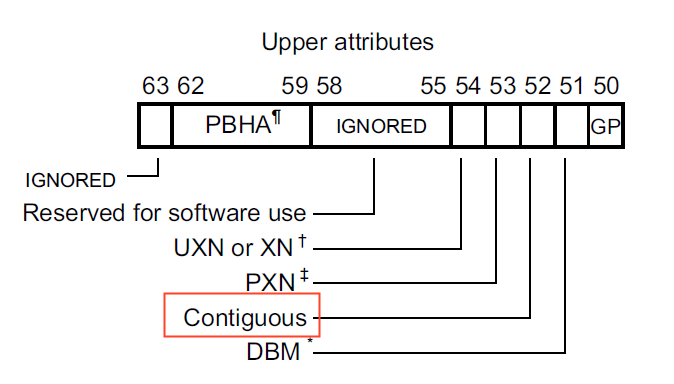 Upper attributes
63 62 59 58 55 54 53 52 51 50
PBHA¶ IGNORED GP
IGNORED
Reserved for software use
UXN or XN†
PXN‡
Contiguous
DBM*